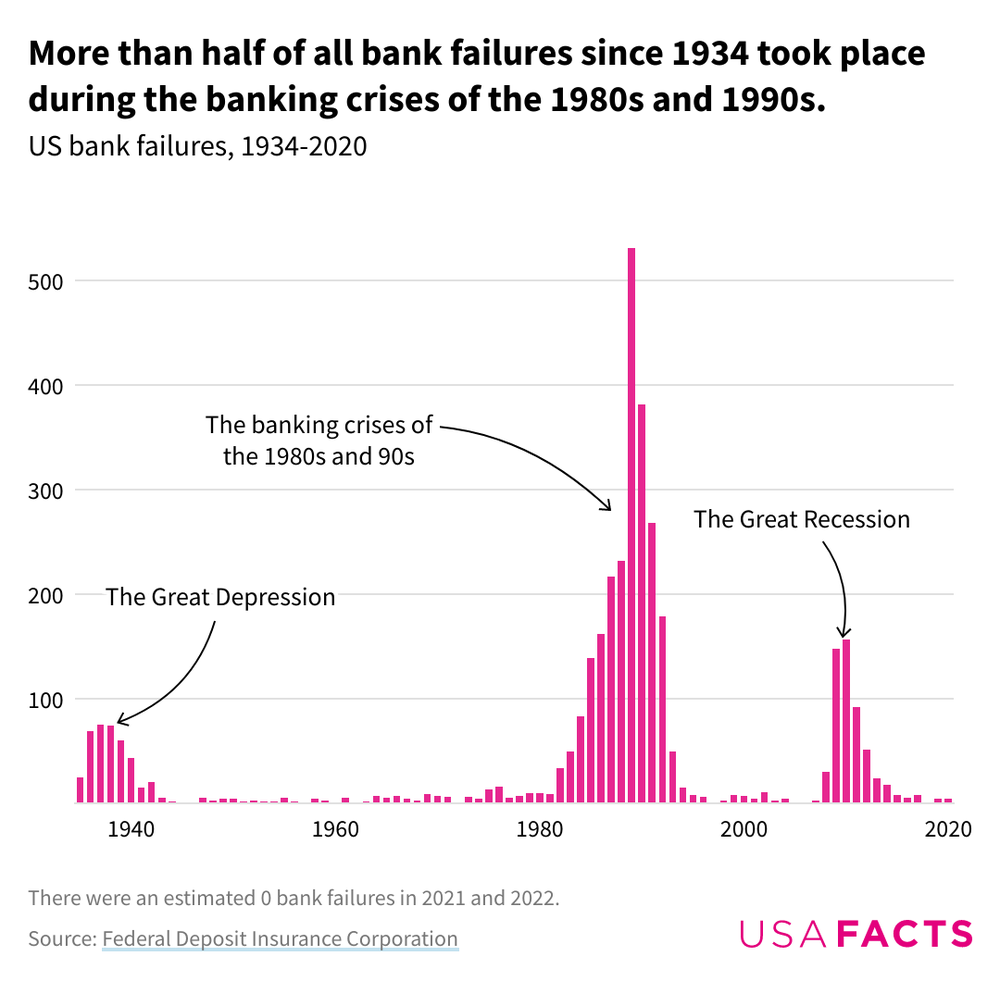 More than half of all bank failures since 1934 took place
during the banking crises of the 1980s and 1990s.
US bank failures, 1934-2020
500
400
The banking crises of
the 1980s and 90s
300
The Great Recession
200
The Great Depression
100
1940
1960
1980
2000
2020
There were an estimated 0 bank failures in 2021 and 2022.
Source: Federal Deposit Insurance Corporation
USAFACTS